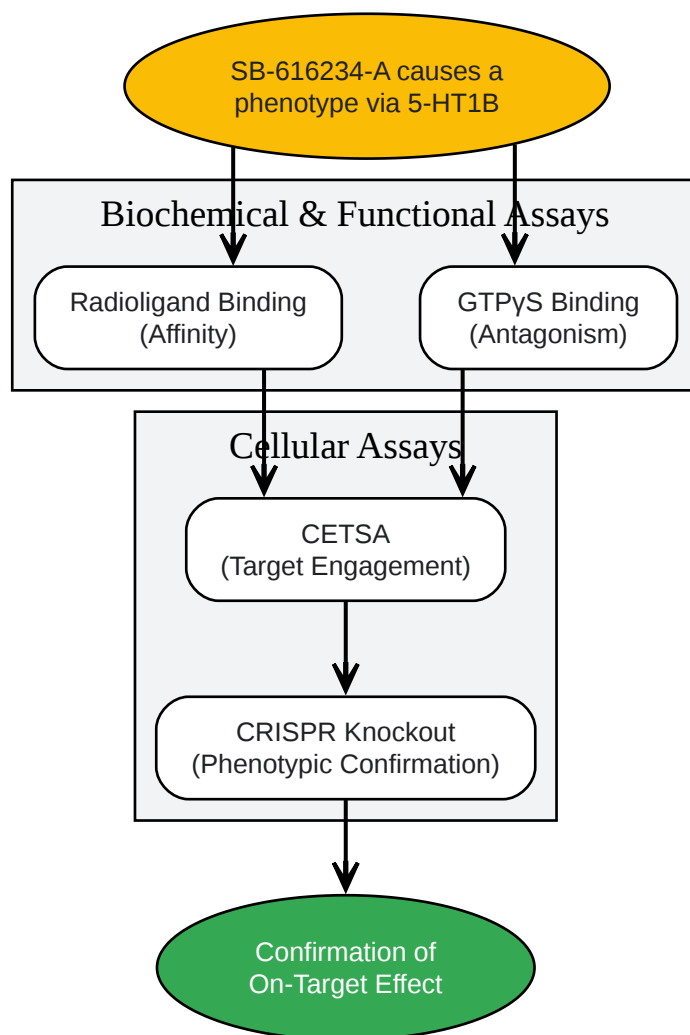 SB-616234-A causes a
phenotype via 5-HT1B
Biochemical & Functional Assays
Radioligand Binding
(Affinity)
GTPγS Binding
(Antagonism)
Cellular Assays
CETSA
(Target Engagement)
CRISPR Knockout
(Phenotypic Confirmation)
Confirmation of
On-Target Effect